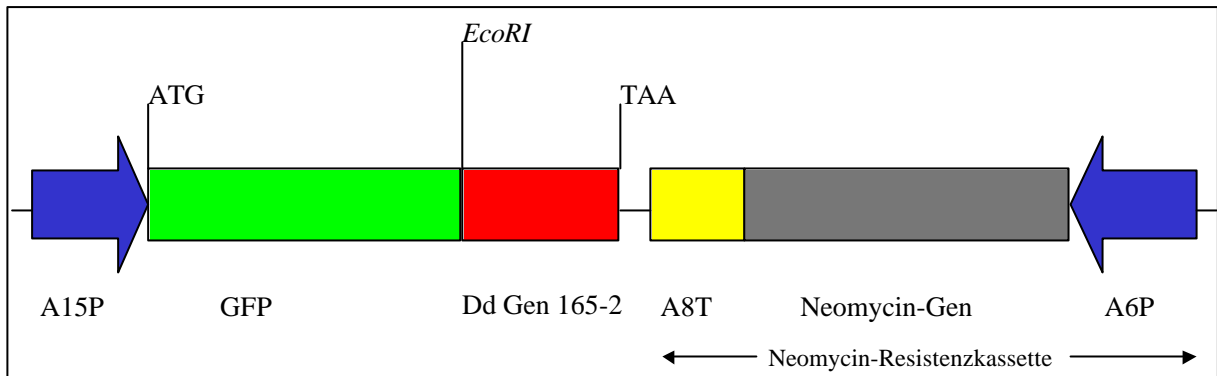 EcoRI
ATG
TAA
A15P
GFP
Dd Gen 165-2
A8T
Neomycin-Gen
A6P
Neomycin-Resistenzkassette